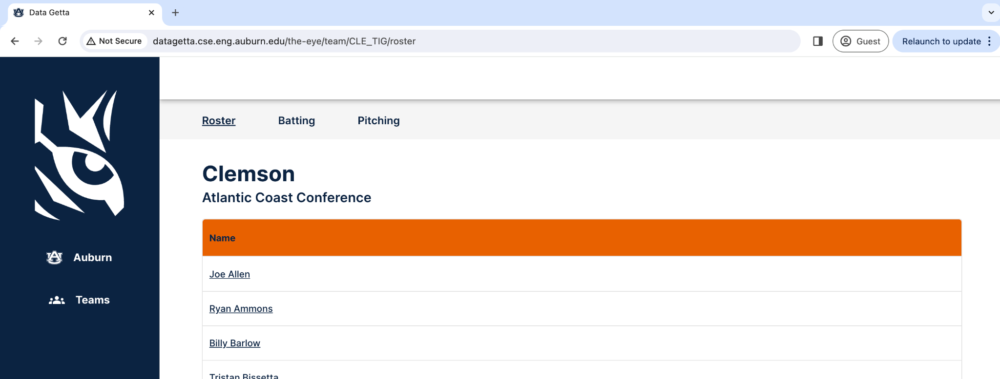 Data Getta
Not Secure datagetta.cse.eng.auburn.edu/the-eye/team/CLE_TIG/roster Guest Relaunch to update
Roster Batting Pitching
Clemson
Atlantic Coast Conference
Name
Joe Allen
Ryan Ammons
Billy Barlow
Tristan Bissetta
Auburn
Teams